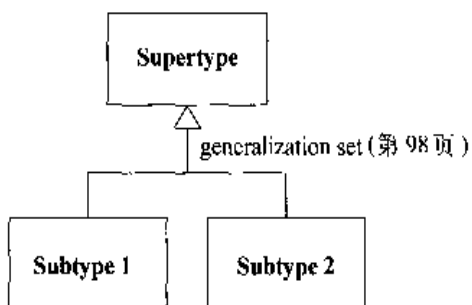 Supertype
generalization set (第 98 页)
Subtype 1
Subtype 2